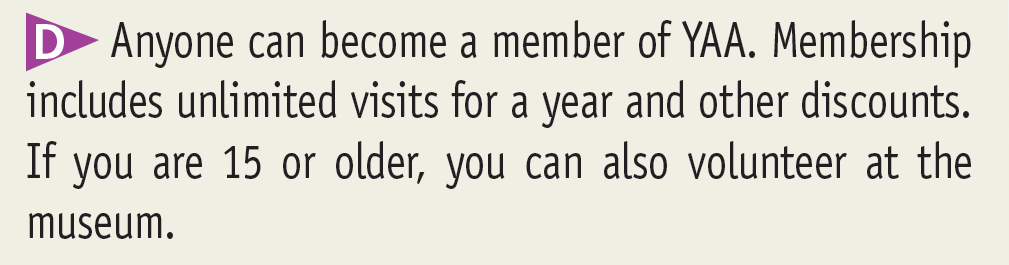 D Anyone can become a member of YAA. Membership
includes unlimited visits for a year and other discounts.
If you are 15 or older, you can also volunteer at the
museum.